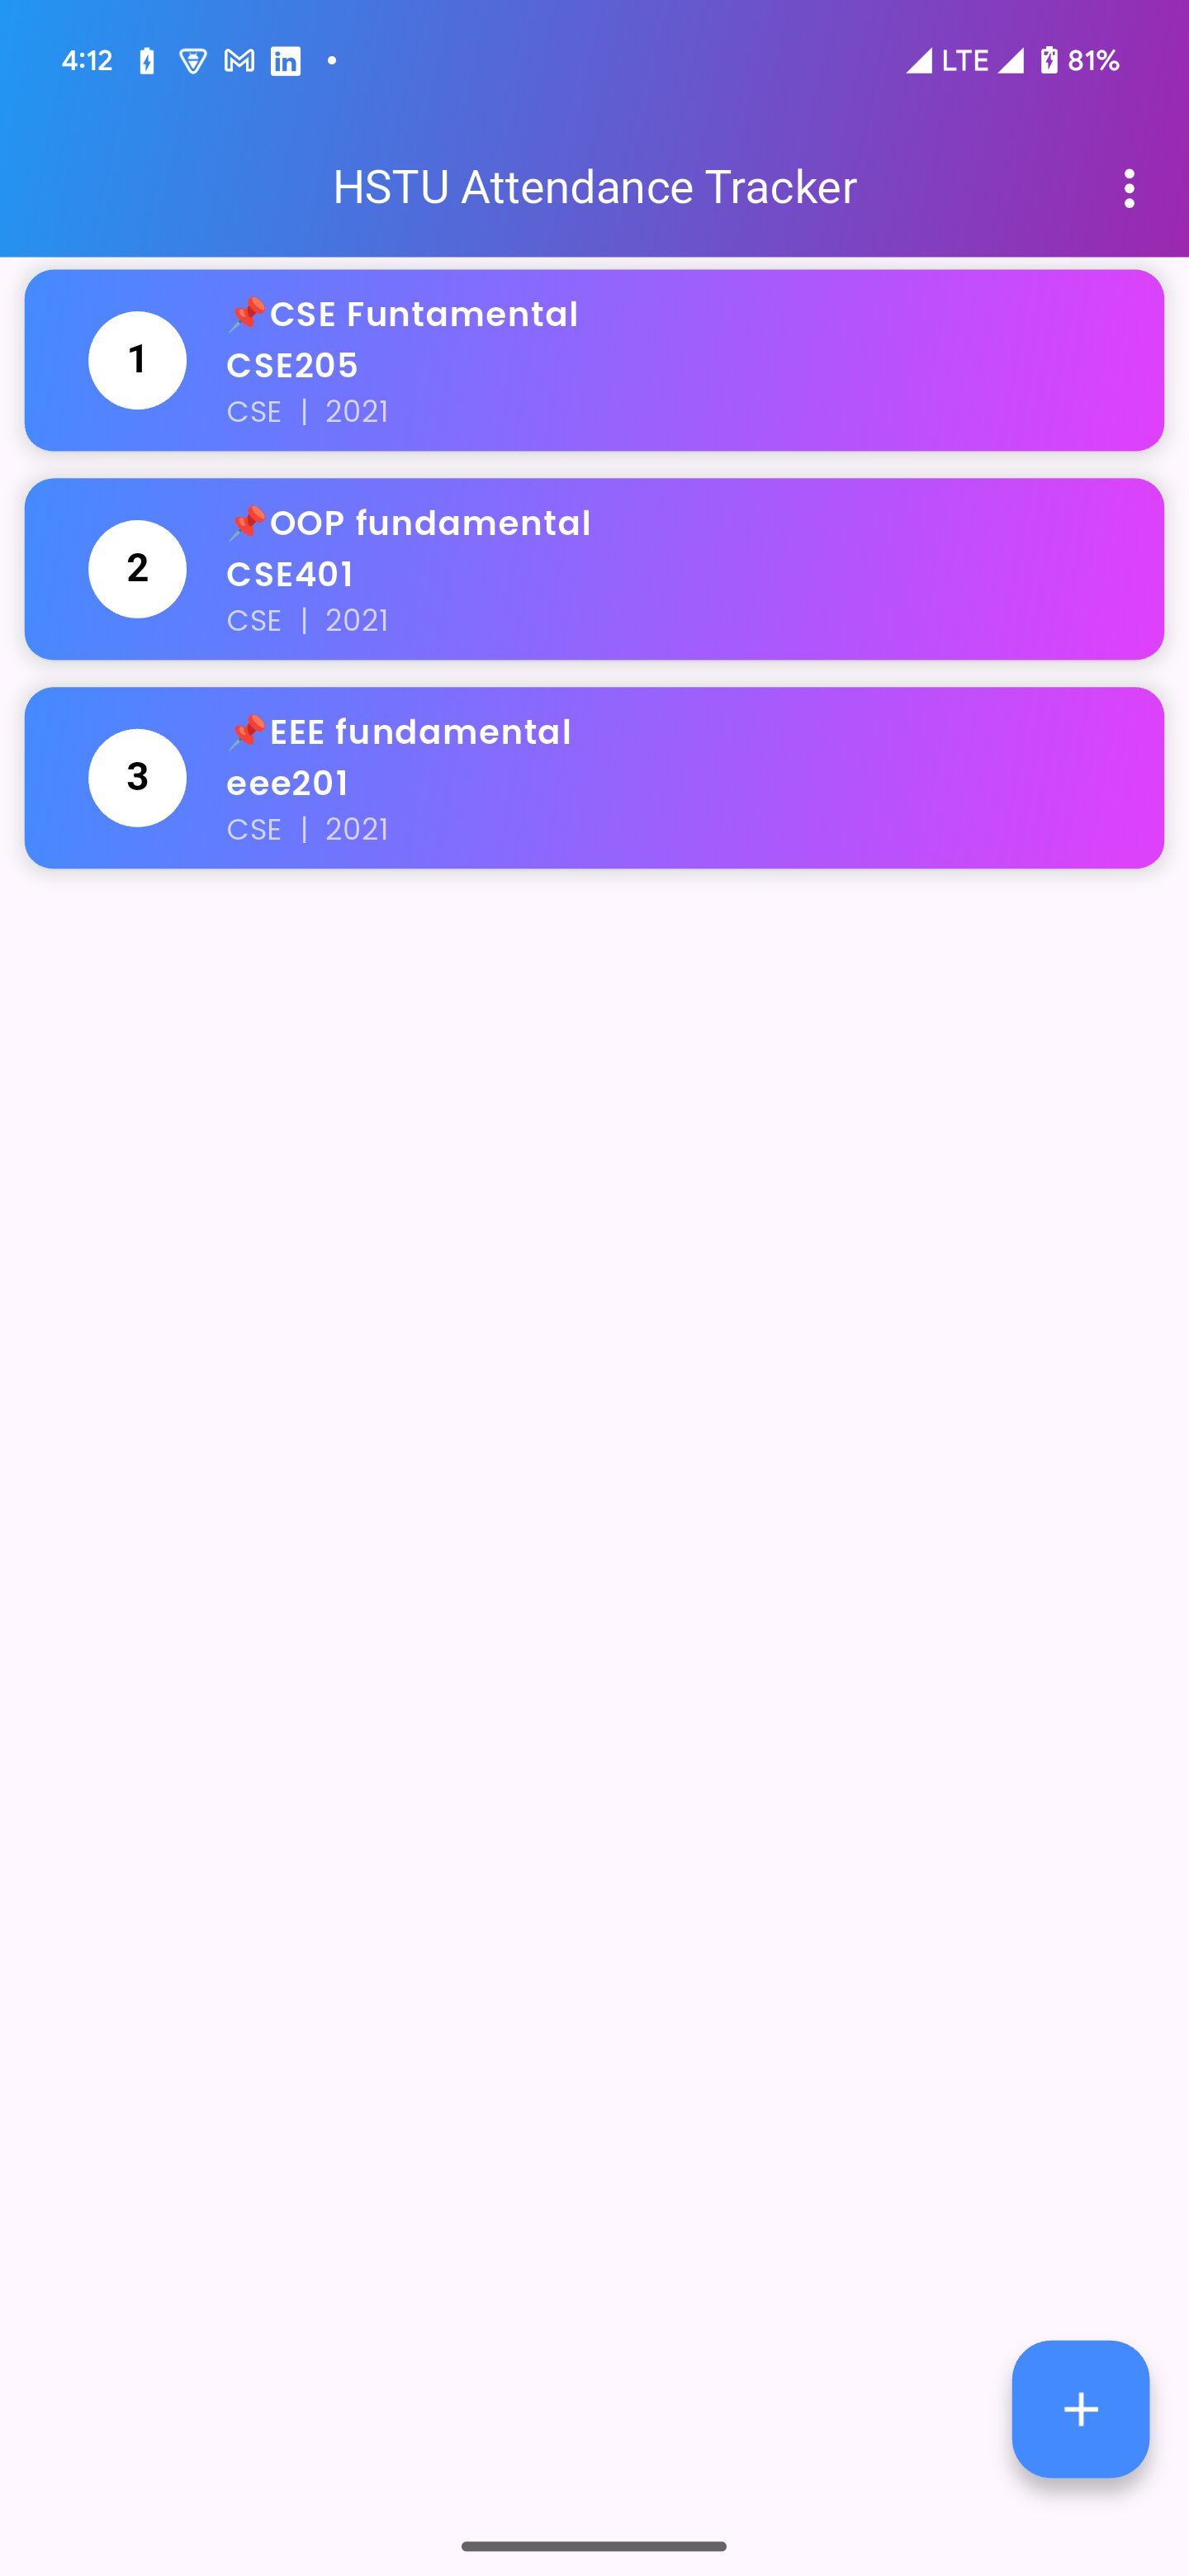 4:12 LTE 81%
HSTU Attendance Tracker
1
📌CSE Funtamental
CSE205
CSE | 2021
2
📌OOP fundamental
CSE401
CSE | 2021
3
📌EEE fundamental
eee201
CSE | 2021
+